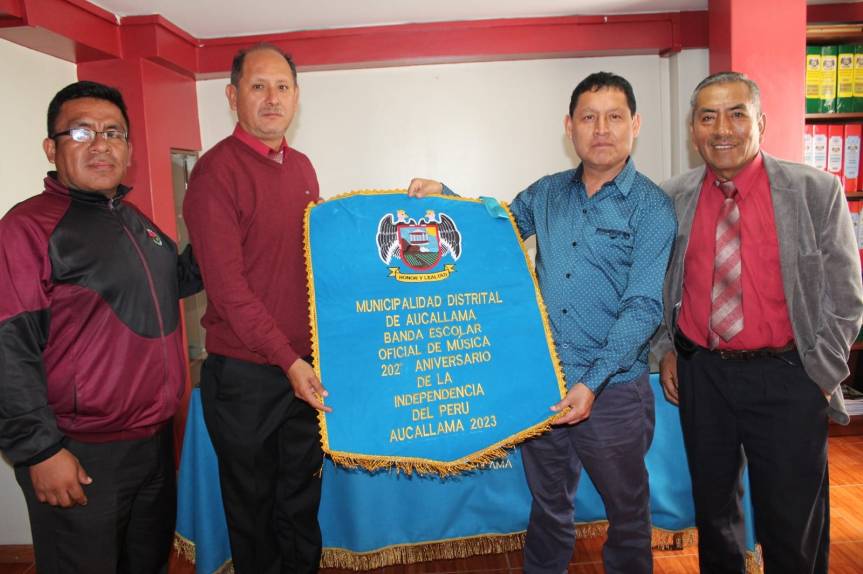 HONOR Y LEALTAD
MUNICIPALIDAD DISTRITAL
DE AUCALLAMA
BANDA ESCOLAR
OFICIAL DE MÚSICA
202° ANIVERSARIO
DE LA
INDEPENDENCIA
DEL PERU
AUCALLAMA 2023